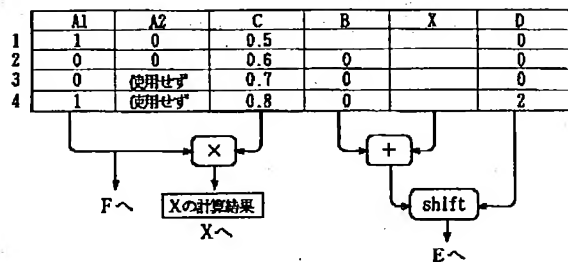 A1 A2 C B X D
1 1 0 0.5 0
2 0 0 0.6 0 0
3 0 使用せず 0.7 0 0
4 1 使用せず 0.8 0 2
× +
Fへ Xの計算結果 shift
Xへ
Eへ